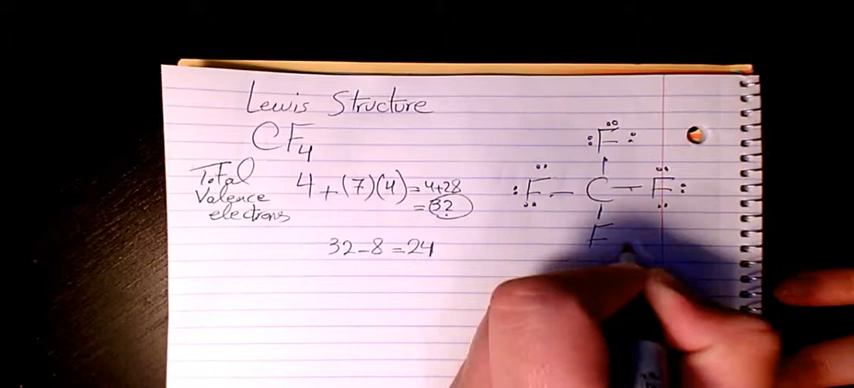 Lewis Structure
CF4
Total
Valence
electrons
4+(7)(4)=4+28
=32
32-8=24
F
F-C-F
F